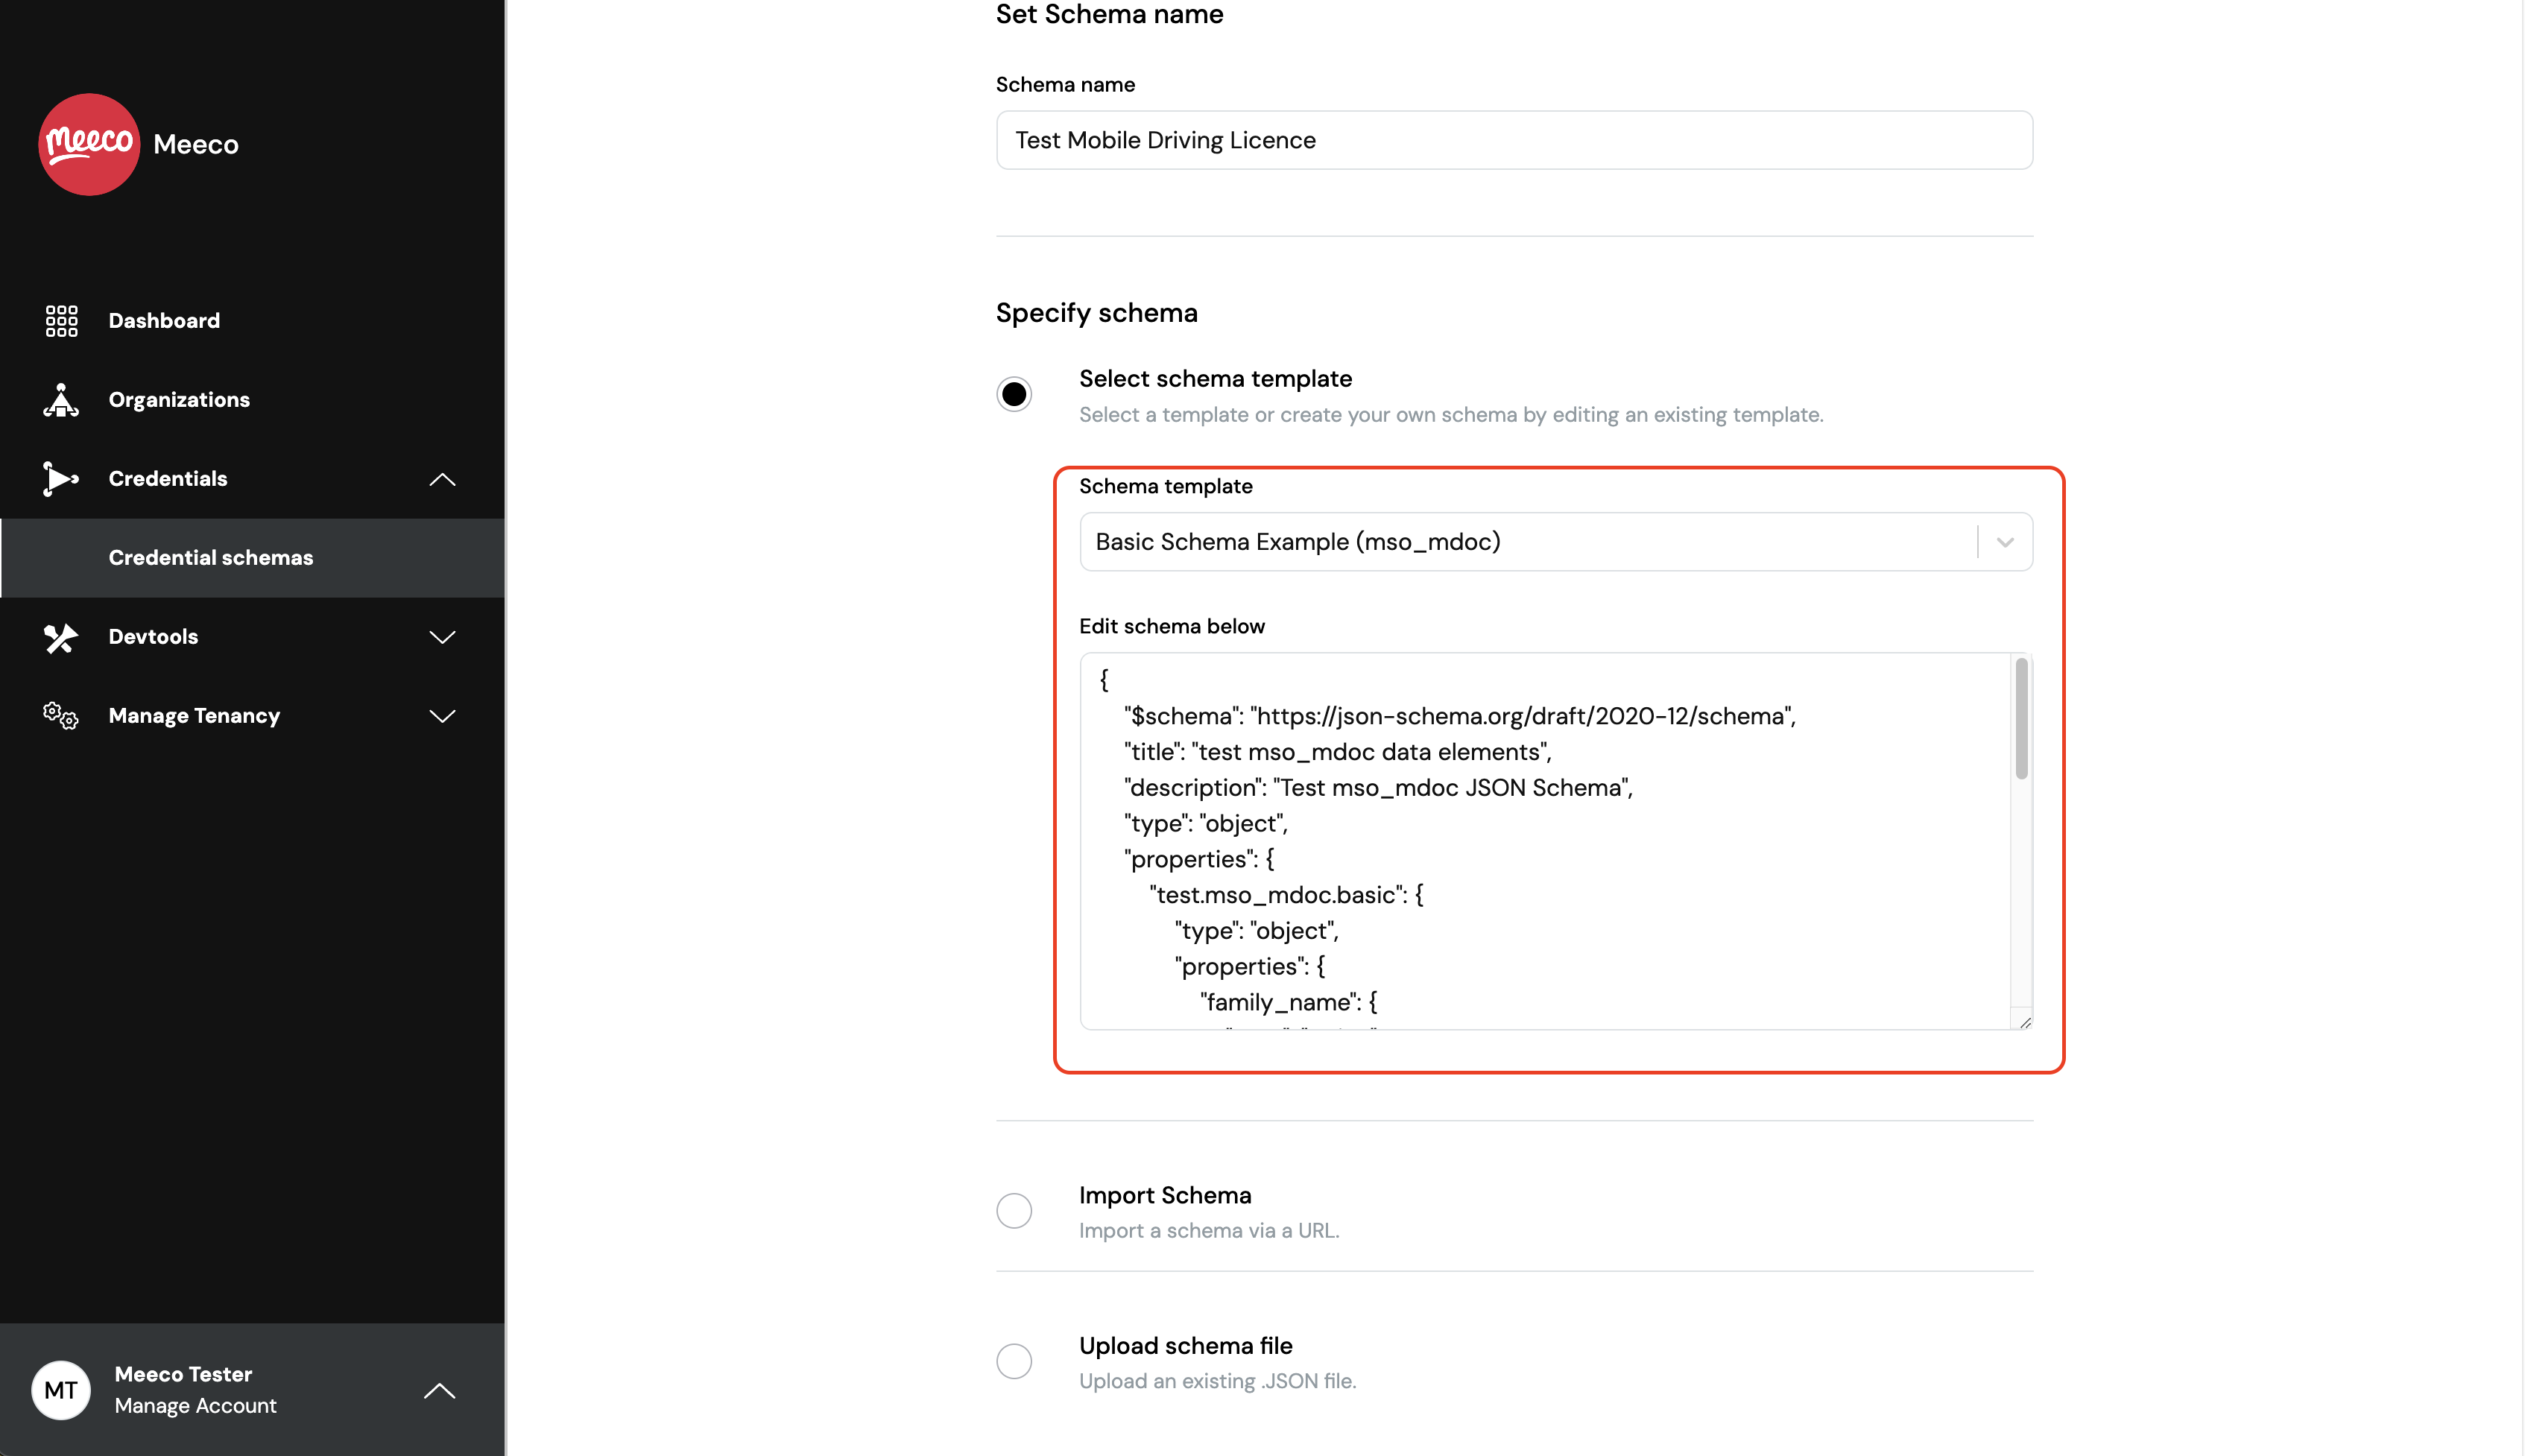 meeco
Meeco
Dashboard
Organizations
Credentials
Credential schemas
Devtools
Manage Tenancy
MT
Meeco Tester
Manage Account
Set Schema name
Schema name
Test Mobile Driving Licence
Specify schema
Select schema template
Select a template or create your own schema by editing an existing template.
Schema template
Basic Schema Example (mso_mdoc)
Edit schema below
{
"$schema": "https://json-schema.org/draft/2020-12/schema",
"title": "test mso_mdoc data elements",
"description": "Test mso_mdoc JSON Schema",
"type": "object",
"properties": {
"test.mso_mdoc.basic": {
"type": "object",
"properties": {
"family_name": {
Import Schema
Import a schema via a URL.
Upload schema file
Upload an existing .JSON file.